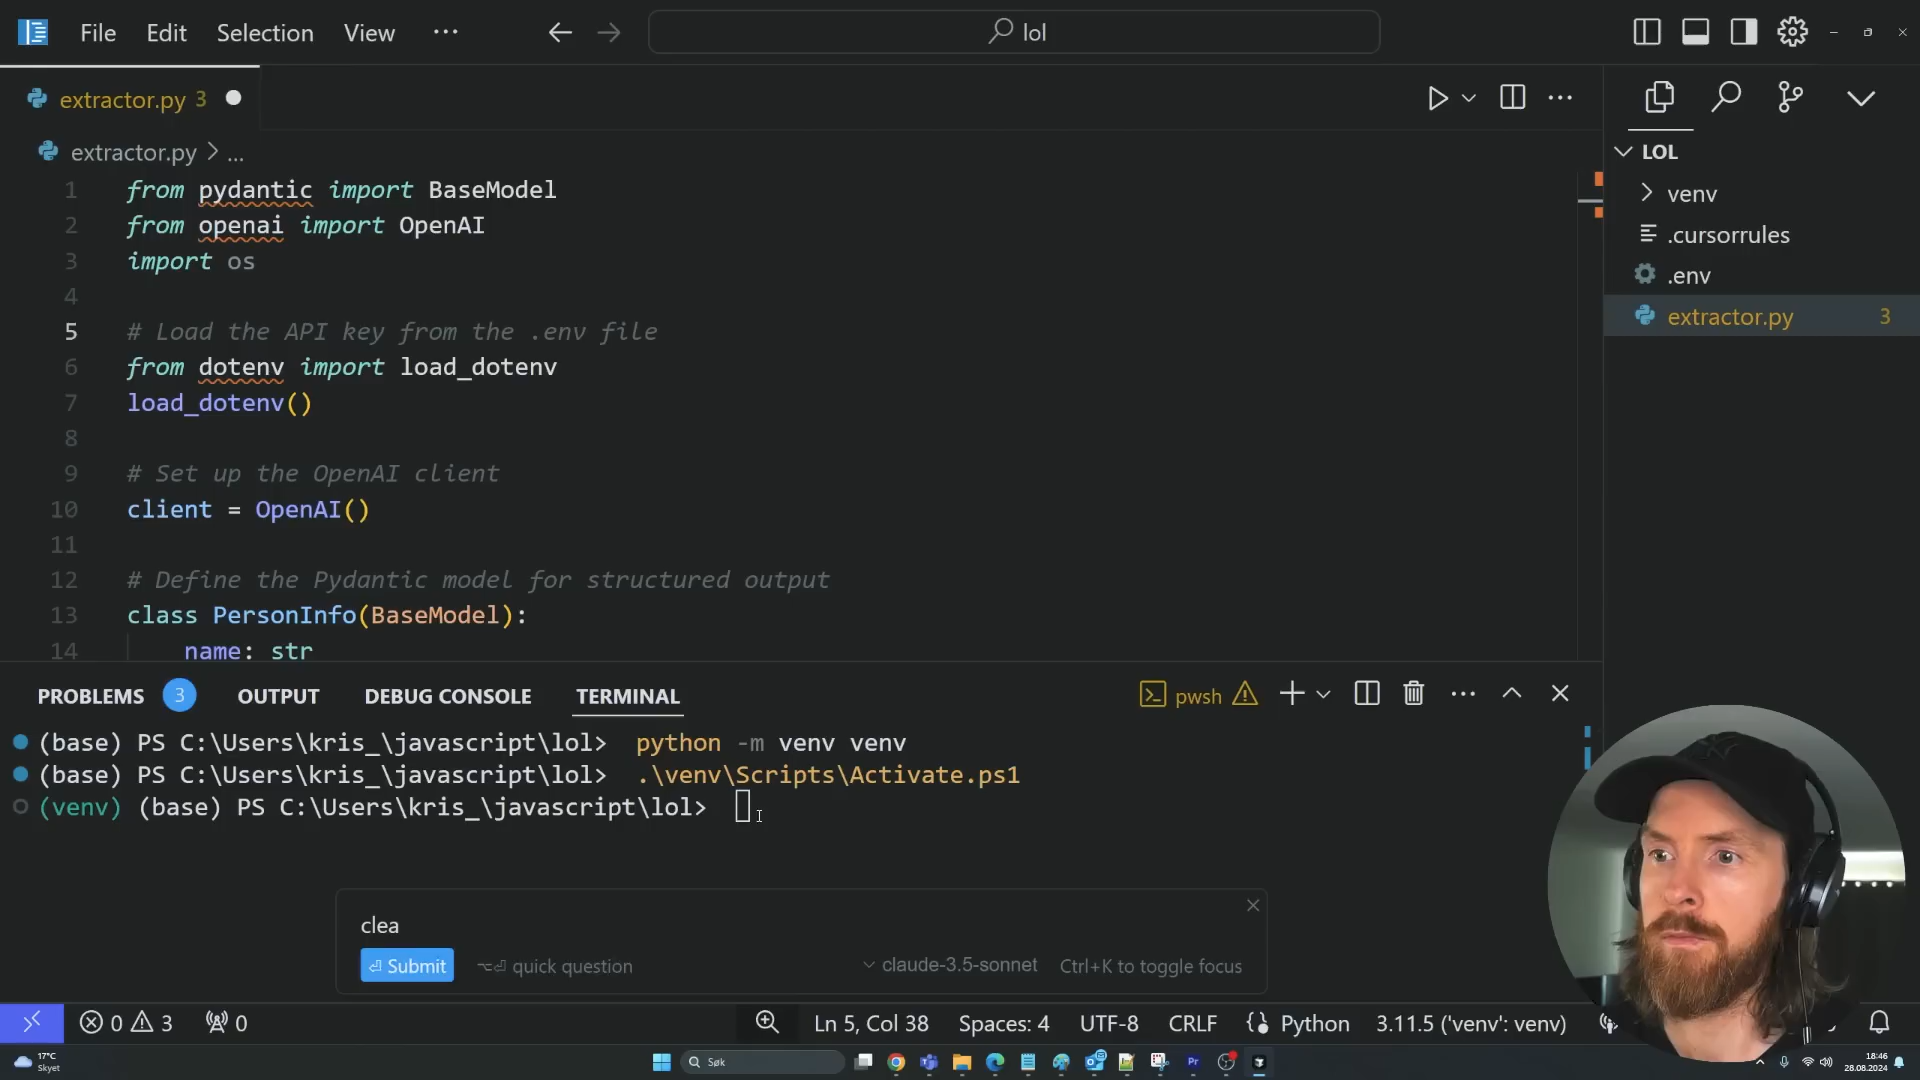 File Edit Selection View ... lol
extractor.py 3
extractor.py > ...
LOL
venv
.cursorrules
.env
extractor.py 3
1 from pydantic import BaseModel
2 from openai import OpenAI
3 import os
4
5 # Load the API key from the .env file
6 from dotenv import load_dotenv
7 load_dotenv()
8
9 # Set up the OpenAI client
10 client = OpenAI()
11
12 # Define the Pydantic model for structured output
13 class PersonInfo(BaseModel):
14 name: str
PROBLEMS 3 OUTPUT DEBUG CONSOLE TERMINAL pwsh
(base) PS C:\Users\kris_\javascript\lol> python -m venv venv
(base) PS C:\Users\kris_\javascript\lol> .\venv\Scripts\Activate.ps1
(venv) (base) PS C:\Users\kris_\javascript\lol>
clea
Submit quick question claude-3.5-sonnet Ctrl+K to toggle focus
0 3 0 Ln 5, Col 38 Spaces: 4 UTF-8 CRLF Python 3.11.5 ('venv': venv)
17°C
Skyet
Søk
18:46
28.08.2024